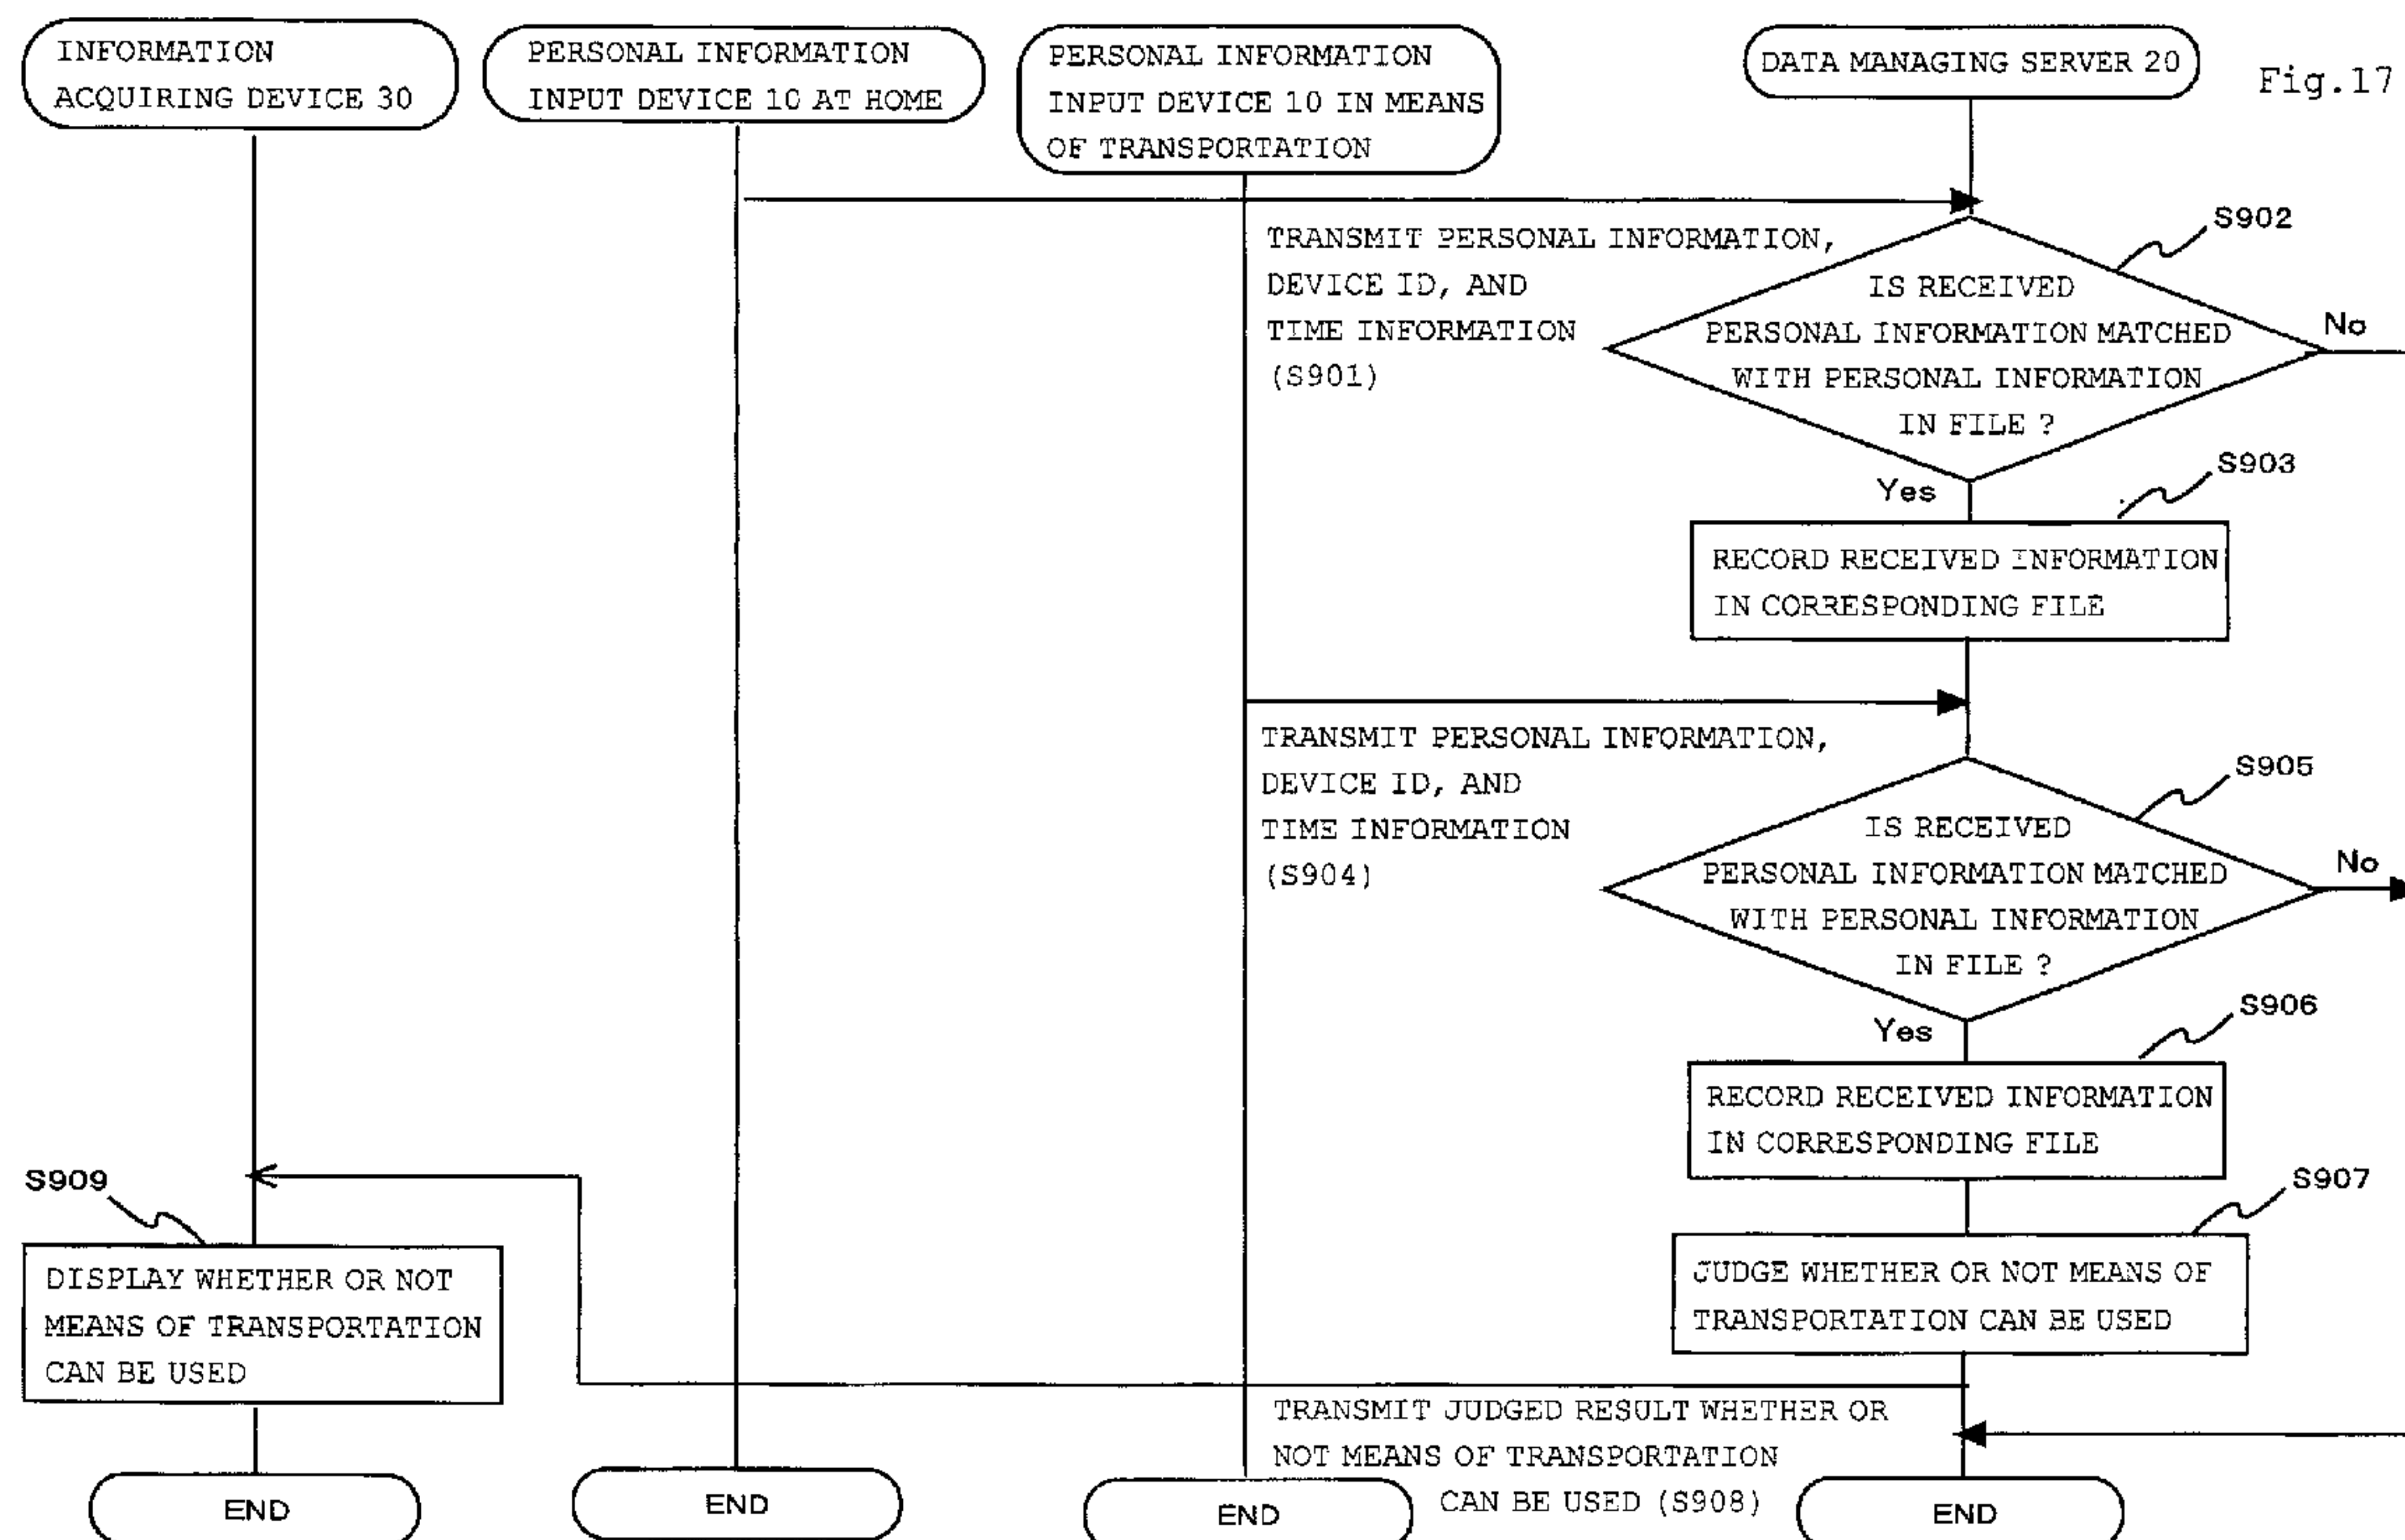 INFORMATION
ACQUIRING DEVICE 30
PERSONAL INFORMATION
INPUT DEVICE 10 AT HOME
PERSONAL INFORMATION
INPUT DEVICE 10 IN MEANS
OF TRANSPORTATION
DATA MANAGING SERVER 20
Fig.17
TRANSMIT PERSONAL INFORMATION,
DEVICE ID, AND
TIME INFORMATION
(S901)
S902
IS RECEIVED
PERSONAL INFORMATION MATCHED
WITH PERSONAL INFORMATION
IN FILE ?
No
Yes
S903
RECORD RECEIVED INFORMATION
IN CORRESPONDING FILE
TRANSMIT PERSONAL INFORMATION,
DEVICE ID, AND
TIME INFORMATION
(S904)
S905
IS RECEIVED
PERSONAL INFORMATION MATCHED
WITH PERSONAL INFORMATION
IN FILE ?
No
Yes
S906
RECORD RECEIVED INFORMATION
IN CORRESPONDING FILE
S907
JUDGE WHETHER OR NOT MEANS OF
TRANSPORTATION CAN BE USED
S909
DISPLAY WHETHER OR NOT
MEANS OF TRANSPORTATION
CAN BE USED
TRANSMIT JUDGED RESULT WHETHER OR
NOT MEANS OF TRANSPORTATION
CAN BE USED (S908)
END
END
END
END